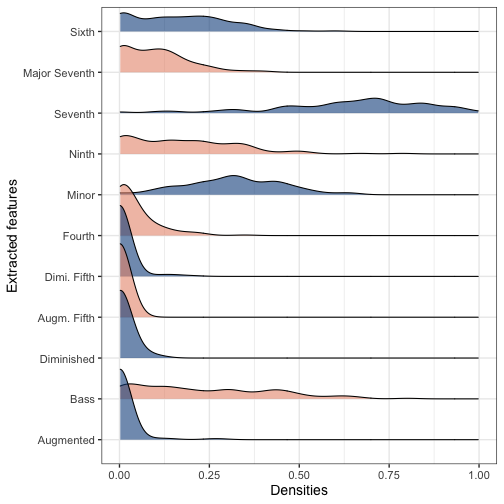 Sixth
Major Seventh
Seventh
Ninth
Minor
Fourth
Dimi. Fifth
Augm. Fifth
Diminished
Bass
Augmented
Extracted features
0.00 0.25 0.50 0.75 1.00
Densities